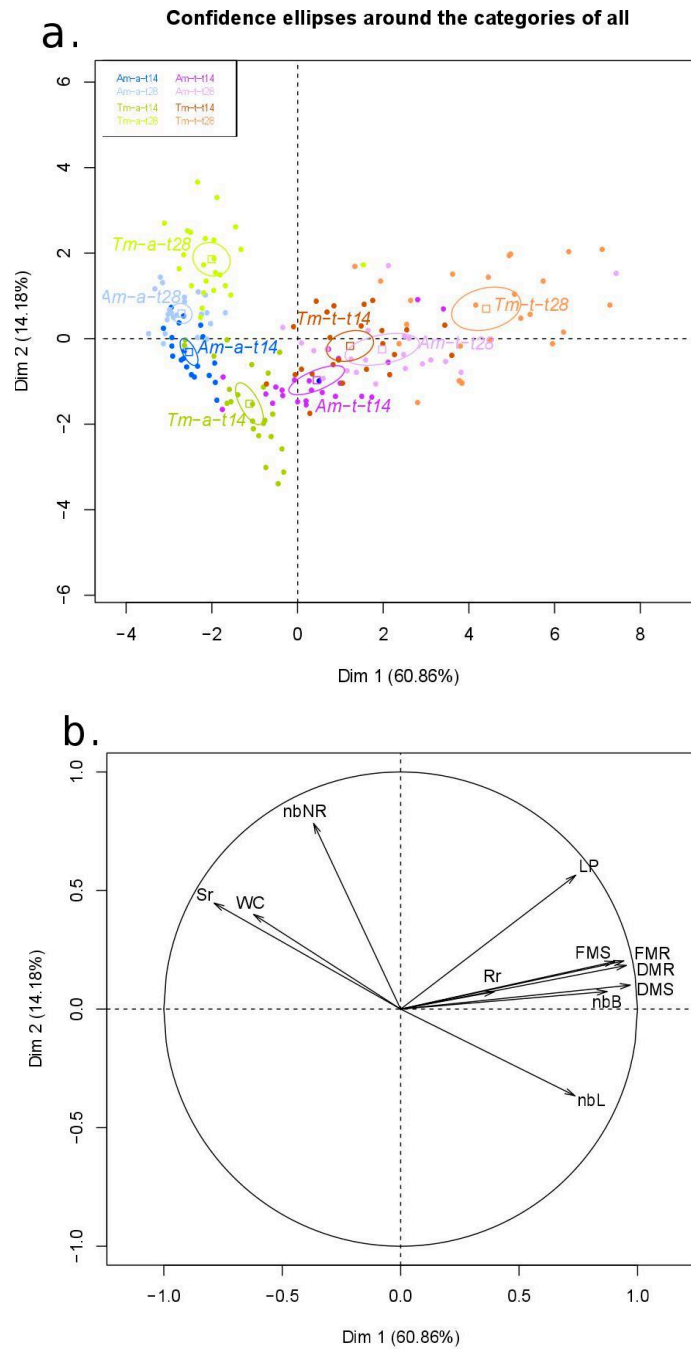 Confidence ellipses around the categories of all
a.
Am-a-t14 Am-t-t14
Am-a-t28 Am-t-t28
Tm-a-t14 Tm-t-t14
Tm-a-t28 Tm-t-t28
6
4
2
0
−2
−4
−6
Dim 2 (14.18%)
Tm-a-t28
Am-a-t28
Am-a-t14
Tm-a-t14
Tm-t-t14
Tm-t-t28
Am-t-t28
Am-t-t14
−4 −2 0 2 4 6 8
Dim 1 (60.86%)
b.
1.0
0.5
0.0
−0.5
−1.0
Dim 2 (14.18%)
nbNR
Sr WC
LP
FMS FMR
DMR
Rr
DMS
nbB
nbL
−1.0 −0.5 0.0 0.5 1.0
Dim 1 (60.86%)